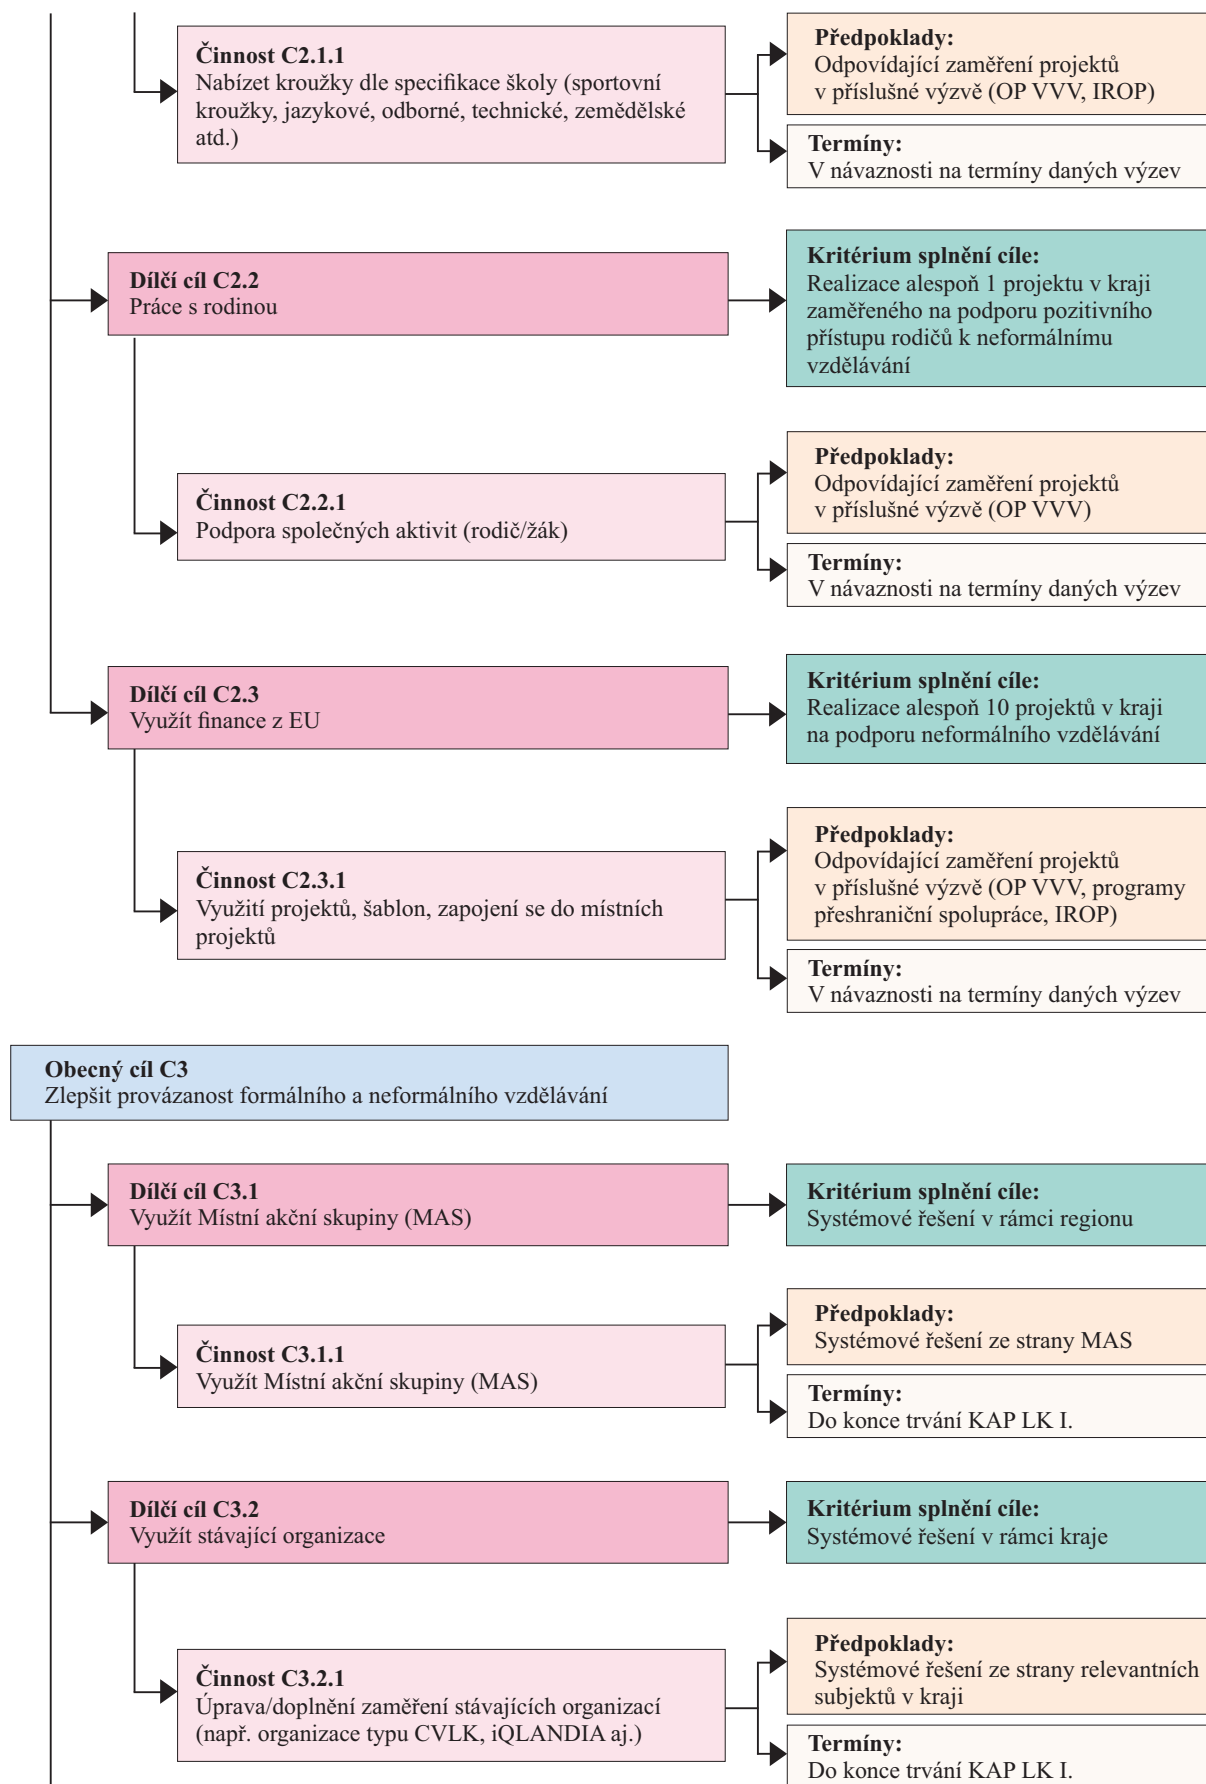 Činnost C2.1.1
Nabízet kroužky dle specifikace školy (sportovní
kroužky, jazykové, odborné, technické, zemědělské
atd.)
Předpoklady:
Odpovídající zaměření projektů
v příslušné výzvě (OP VVV, IROP)
Termíny:
V návaznosti na termíny daných výzev
Dílčí cíl C2.2
Práce s rodinou
Kritérium splnění cíle:
Realizace alespoň 1 projektu v kraji
zaměřeného na podporu pozitivního
přístupu rodičů k neformálnímu
vzdělávání
Činnost C2.2.1
Podpora společných aktivit (rodič/žák)
Předpoklady:
Odpovídající zaměření projektů
v příslušné výzvě (OP VVV)
Termíny:
V návaznosti na termíny daných výzev
Dílčí cíl C2.3
Využít finance z EU
Kritérium splnění cíle:
Realizace alespoň 10 projektů v kraji
na podporu neformálního vzdělávání
Činnost C2.3.1
Využití projektů, šablon, zapojení se do místních
projektů
Předpoklady:
Odpovídající zaměření projektů
v příslušné výzvě (OP VVV, programy
přeshraniční spolupráce, IROP)
Termíny:
V návaznosti na termíny daných výzev
Obecný cíl C3
Zlepšit provázanost formálního a neformálního vzdělávání
Dílčí cíl C3.1
Využít Místní akční skupiny (MAS)
Kritérium splnění cíle:
Systémové řešení v rámci regionu
Činnost C3.1.1
Využít Místní akční skupiny (MAS)
Předpoklady:
Systémové řešení ze strany MAS
Termíny:
Do konce trvání KAP LK I.
Dílčí cíl C3.2
Využít stávající organizace
Kritérium splnění cíle:
Systémové řešení v rámci kraje
Činnost C3.2.1
Úprava/doplnění zaměření stávajících organizací
(např. organizace typu CVLK, iQLANDIA aj.)
Předpoklady:
Systémové řešení ze strany relevantních
subjektů v kraji
Termíny:
Do konce trvání KAP LK I.